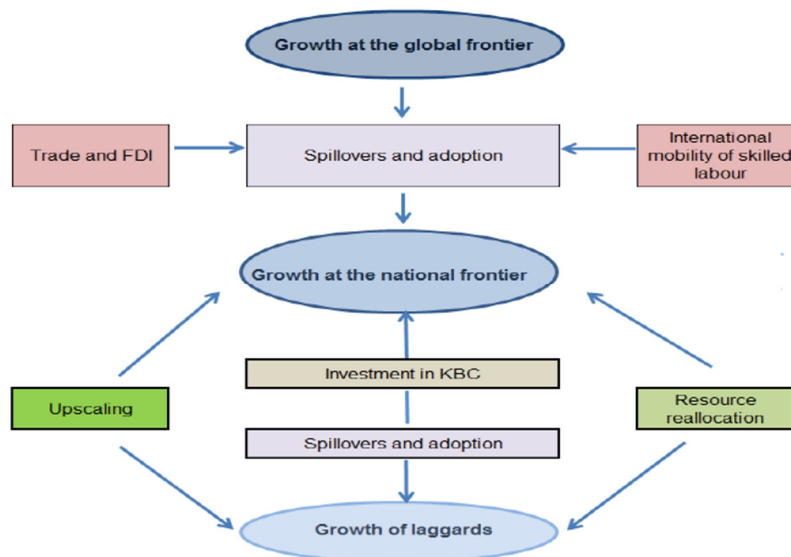 Growth at the global frontier
Trade and FDI
Spillovers and adoption
International
mobility of skilled
labour
Growth at the national frontier
Investment in KBC
Upscaling
Resource
reallocation
Spillovers and adoption
Growth of laggards